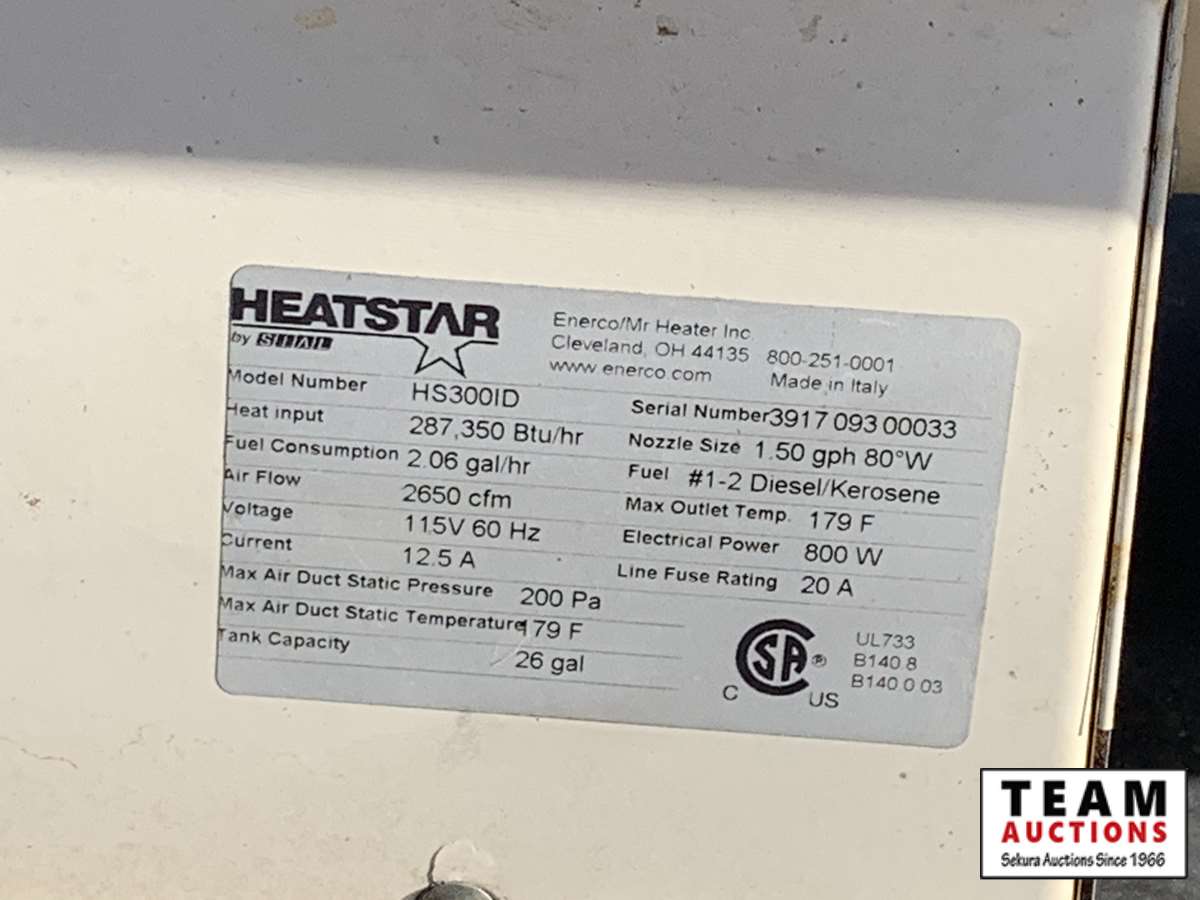 HEATSTAR
by SIAL
Enerco/Mr Heater Inc
Cleveland, OH 44135 800-251-0001
www enerco.com Made in Italy
Model Number HS300ID
Serial Number 3917 093 00033
Heat input 287,350 Btu/hr
Nozzle Size 1.50 gph 80°W
Fuel Consumption 2.06 gal/hr
Fuel #1-2 Diesel/Kerosene
Air Flow 2650 cfm
Max Outlet Temp. 179 F
Voltage 115V 60 Hz
Electrical Power 800 W
Current 12.5 A
Line Fuse Rating 20 A
Max Air Duct Static Pressure 200 Pa
Max Air Duct Static Temperature 179 F
Tank Capacity 26 gal
CSA ®
C US
UL733
B140 8
B140.0 03
TEAM
AUCTIONS
Sekura Auctions Since 1966